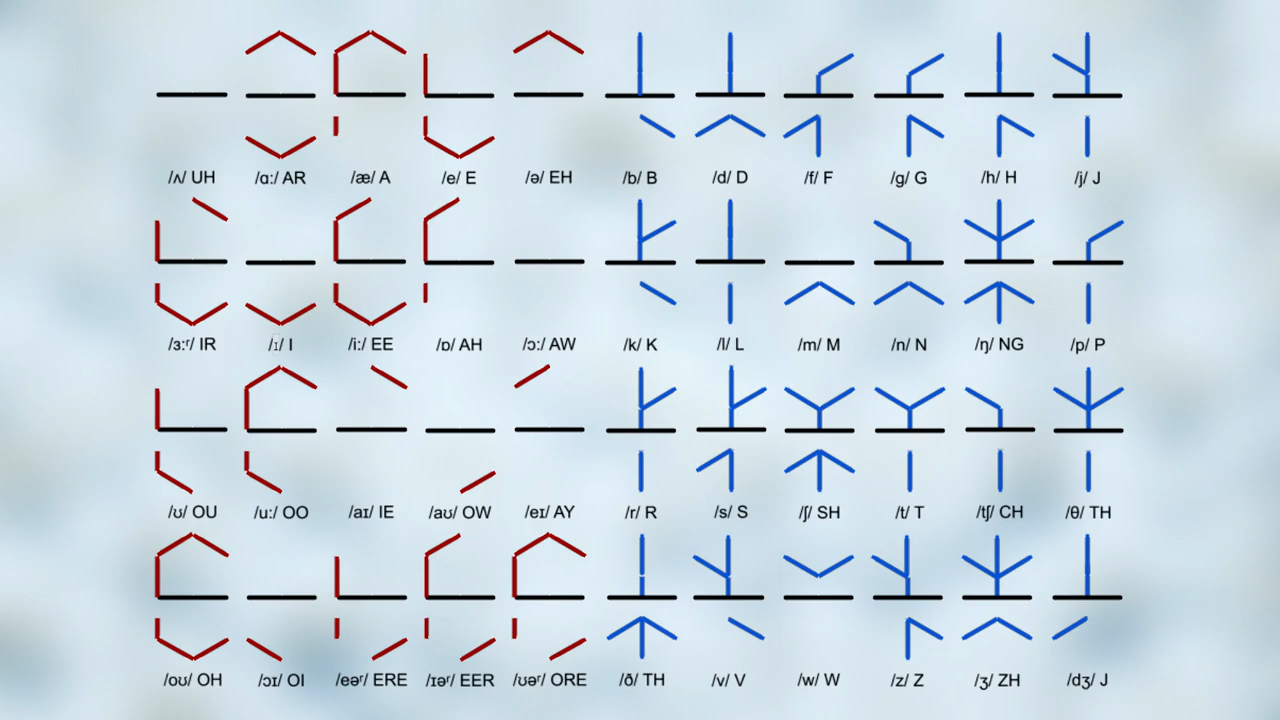 /ʌ/ UH /ɑː/ AR /æ/ A /e/ E /ə/ EH /b/ B /d/ D /f/ F /g/ G /h/ H /j/ J
/ɜːʳ/ IR /ɪ/ I /iː/ EE /ɒ/ AH /ɔː/ AW /k/ K /l/ L /m/ M /n/ N /ŋ/ NG /p/ P
/ʊ/ OU /uː/ OO /aɪ/ IE /aʊ/ OW /eɪ/ AY /r/ R /s/ S /ʃ/ SH /t/ T /tʃ/ CH /θ/ TH
/oʊ/ OH /ɔɪ/ OI /eəʳ/ ERE /ɪəʳ/ EER /ʊəʳ/ ORE /ð/ TH /v/ V /w/ W /z/ Z /ʒ/ ZH /dʒ/ J